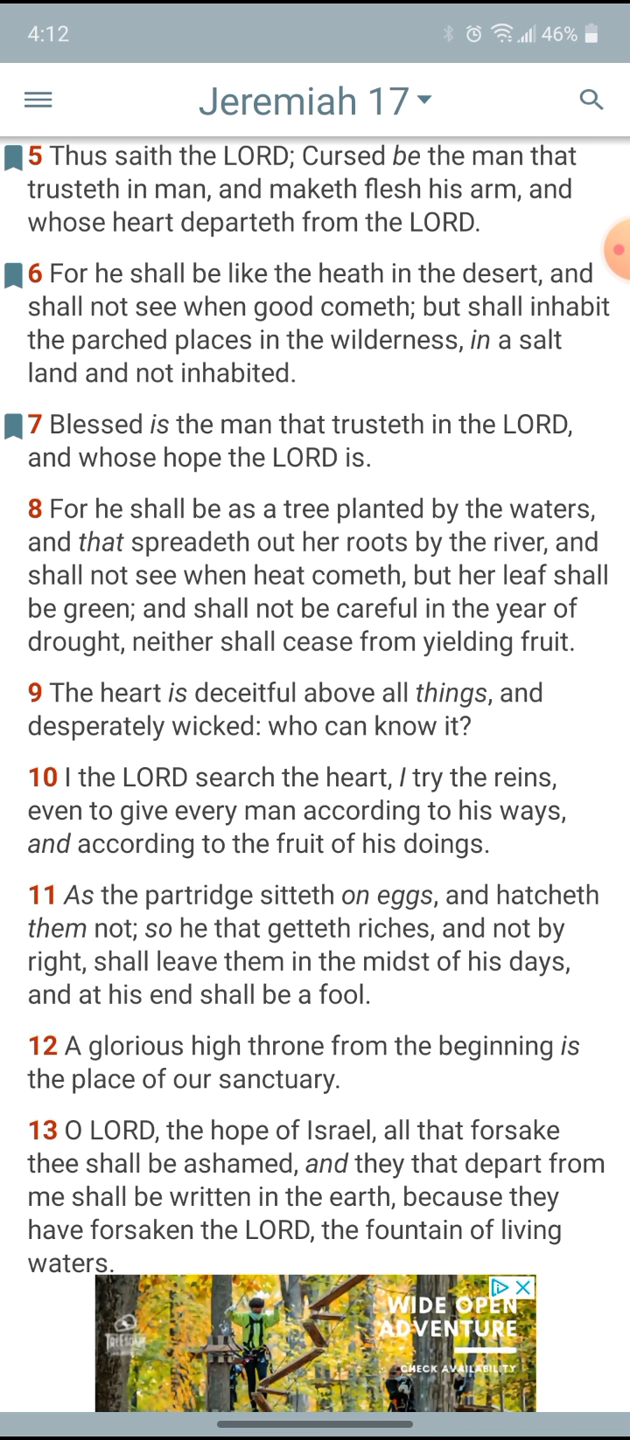 4:12
46%
Jeremiah 17
5 Thus saith the LORD; Cursed be the man that
trusteth in man, and maketh flesh his arm, and
whose heart departeth from the LORD.
6 For he shall be like the heath in the desert, and
shall not see when good cometh; but shall inhabit
the parched places in the wilderness, in a salt
land and not inhabited.
7 Blessed is the man that trusteth in the LORD,
and whose hope the LORD is.
8 For he shall be as a tree planted by the waters,
and that spreadeth out her roots by the river, and
shall not see when heat cometh, but her leaf shall
be green; and shall not be careful in the year of
drought, neither shall cease from yielding fruit.
9 The heart is deceitful above all things, and
desperately wicked: who can know it?
10 I the LORD search the heart, I try the reins,
even to give every man according to his ways,
and according to the fruit of his doings.
11 As the partridge sitteth on eggs, and hatcheth
them not; so he that getteth riches, and not by
right, shall leave them in the midst of his days,
and at his end shall be a fool.
12 A glorious high throne from the beginning is
the place of our sanctuary.
13 O LORD, the hope of Israel, all that forsake
thee shall be ashamed, and they that depart from
me shall be written in the earth, because they
have forsaken the LORD, the fountain of living
waters.
WIDE OPEN
ADVENTURE
CHECK AVAILABILITY